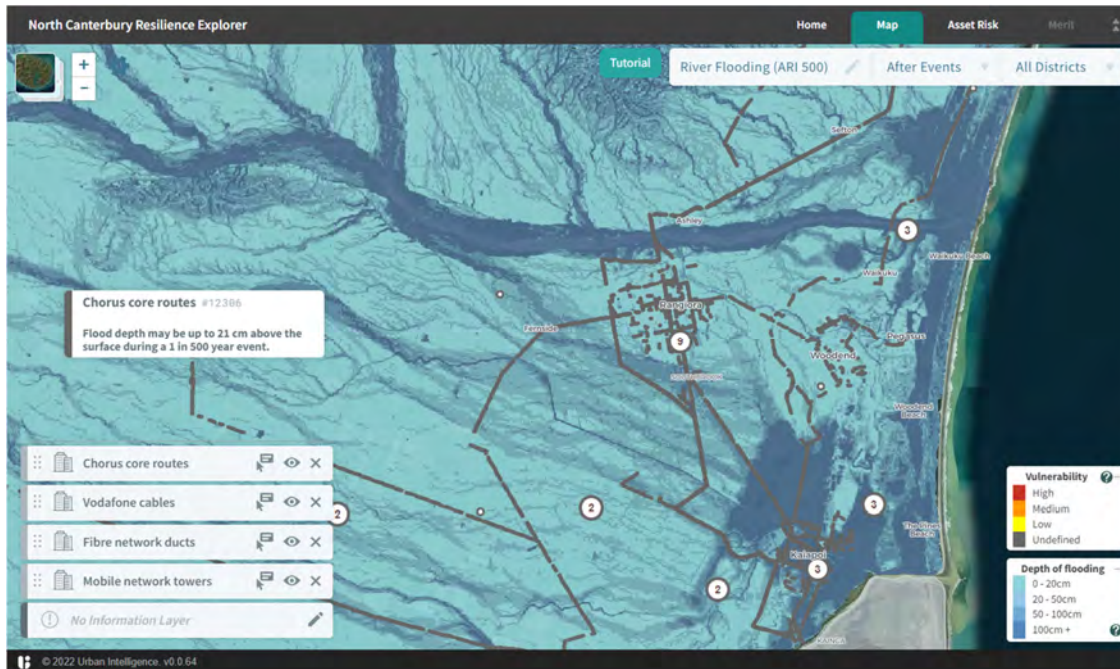 North Canterbury Resilience Explorer
Home
Map
Asset Risk
Merit
+
−
Tutorial
River Flooding (ARI 500)
After Events
All Districts
Sefton
Ashley
3
Waikuku Beach
Waikuku
Chorus core routes #12306
Flood depth may be up to 21 cm above the
surface during a 1 in 500 year event.
Rangiora
Fernside
Pegasus
9
Woodend
SOUTHBROOK
Woodend
Beach
Chorus core routes
Vodafone cables
Fibre network ducts
Mobile network towers
No Information Layer
2
2
3
The Pines
Beach
Kaiapoi
3
2
KAINGA
Vulnerability ?
High
Medium
Low
Undefined
Depth of flooding
0 - 20cm
20 - 50cm
50 - 100cm
100cm + ?
© 2022 Urban Intelligence. v0.0.64